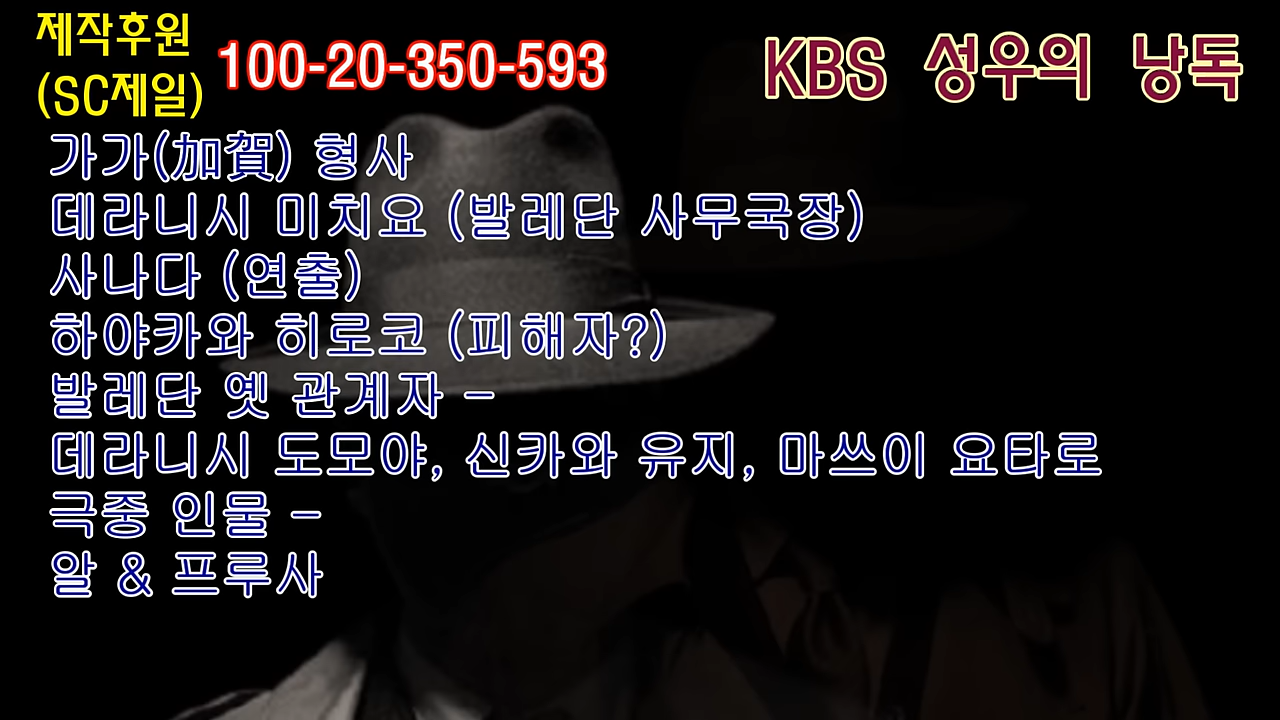 제작후원
(SC제일)
100-20-350-593
KBS 성우의 낭독
가가(加賀) 형사
데라니시 미치요 (발레단 사무국장)
사나다 (연출)
하야카와 히로코 (피해자?)
발레단 옛 관계자 –
데라니시 도모야, 신카와 유지, 마쓰이 요타로
극중 인물 –
알 & 프루사